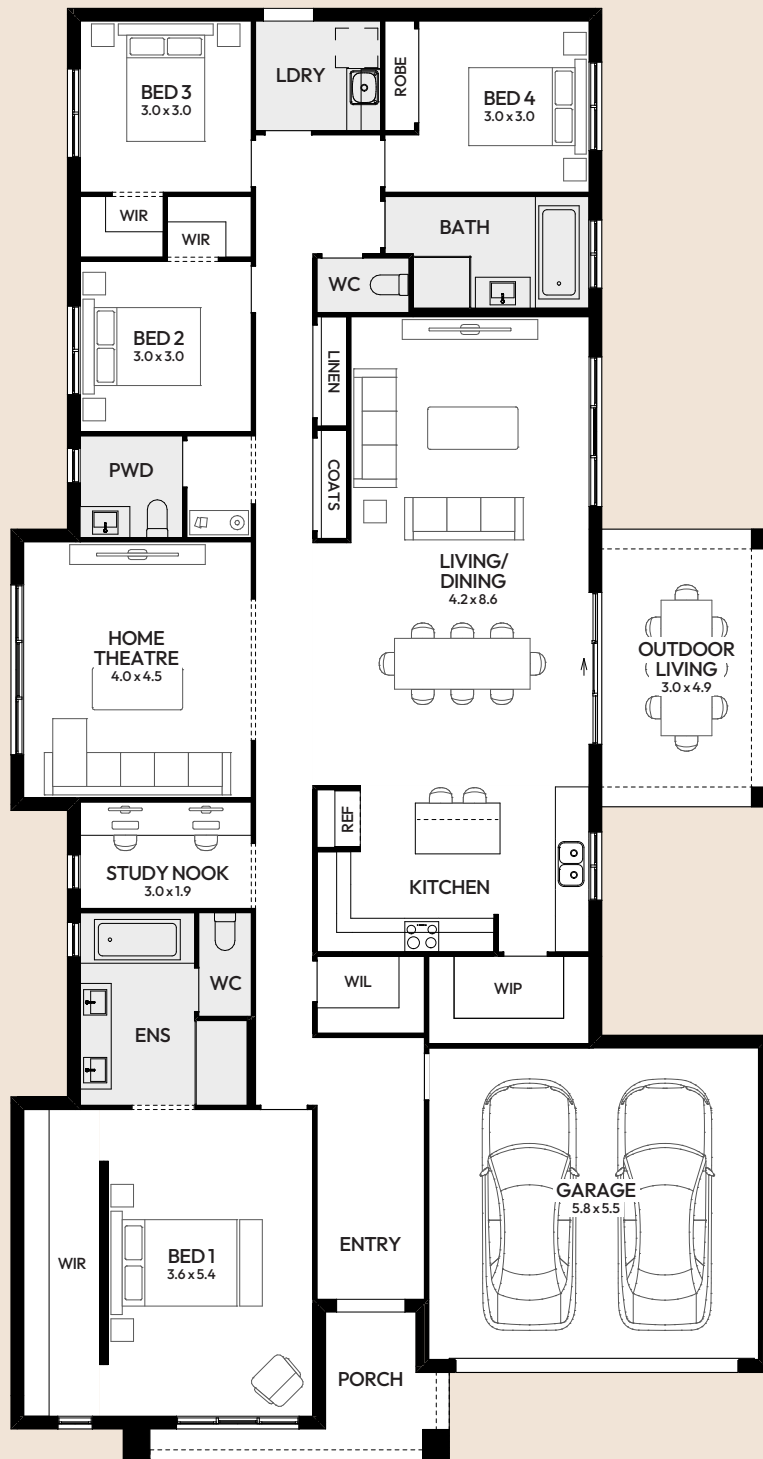 BED 3
3.0 x 3.0
LDRY
ROBE
BED 4
3.0 x 3.0
WIR
WIR
BATH
WC
BED 2
3.0 x 3.0
LINEN
PWD
COATS
LIVING/
DINING
4.2 x 8.6
HOME
THEATRE
4.0 x 4.5
OUTDOOR
LIVING
3.0 x 4.9
REF
STUDY NOOK
3.0 x 1.9
KITCHEN
WC
WIL
WIP
ENS
GARAGE
5.8 x 5.5
WIR
BED 1
3.6 x 5.4
ENTRY
PORCH